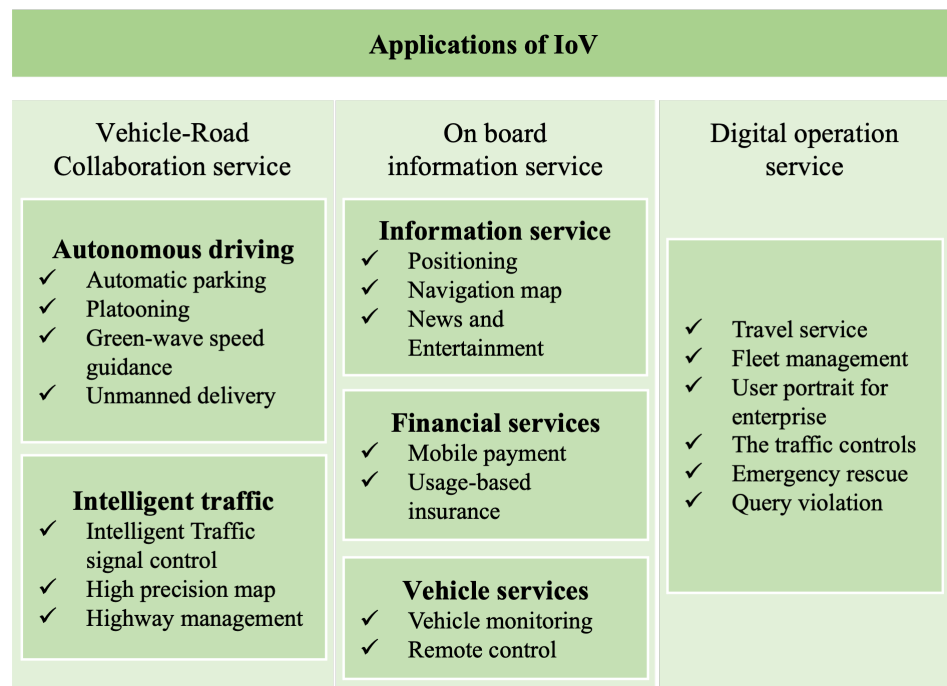 Applications of IoV
Vehicle-Road
Collaboration service
Autonomous driving
✓ Automatic parking
✓ Platooning
✓ Green-wave speed
guidance
✓ Unmanned delivery
Intelligent traffic
✓ Intelligent Traffic
signal control
✓ High precision map
✓ Highway management
On board
information service
Information service
✓ Positioning
✓ Navigation map
✓ News and
Entertainment
Financial services
✓ Mobile payment
✓ Usage-based
insurance
Vehicle services
✓ Vehicle monitoring
✓ Remote control
Digital operation
service
✓ Travel service
✓ Fleet management
✓ User portrait for
enterprise
✓ The traffic controls
✓ Emergency rescue
✓ Query violation